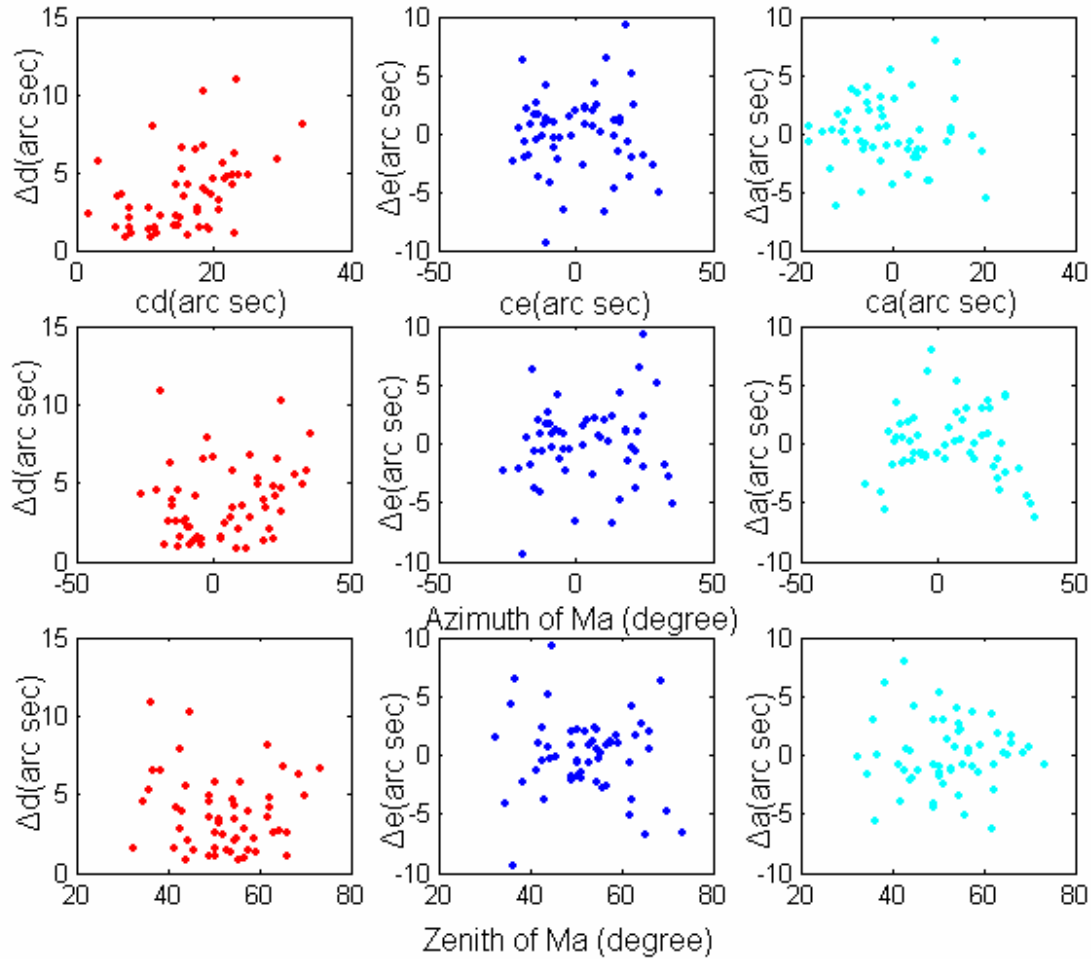 Δd(arc sec)
15
10
5
0
0 20 40
cd(arc sec)
Δe(arc sec)
10
5
0
-5
-10
-50 0 50
ce(arc sec)
Δa(arc sec)
10
5
0
-5
-10
-20 0 20 40
ca(arc sec)
Δd(arc sec)
15
10
5
0
-50 0 50
Δe(arc sec)
10
5
0
-5
-10
-50 0 50
Δa(arc sec)
10
5
0
-5
-10
-50 0 50
Azimuth of Ma (degree)
Δd(arc sec)
15
10
5
0
20 40 60 80
Δe(arc sec)
10
5
0
-5
-10
20 40 60 80
Δa(arc sec)
10
5
0
-5
-10
20 40 60 80
Zenith of Ma (degree)